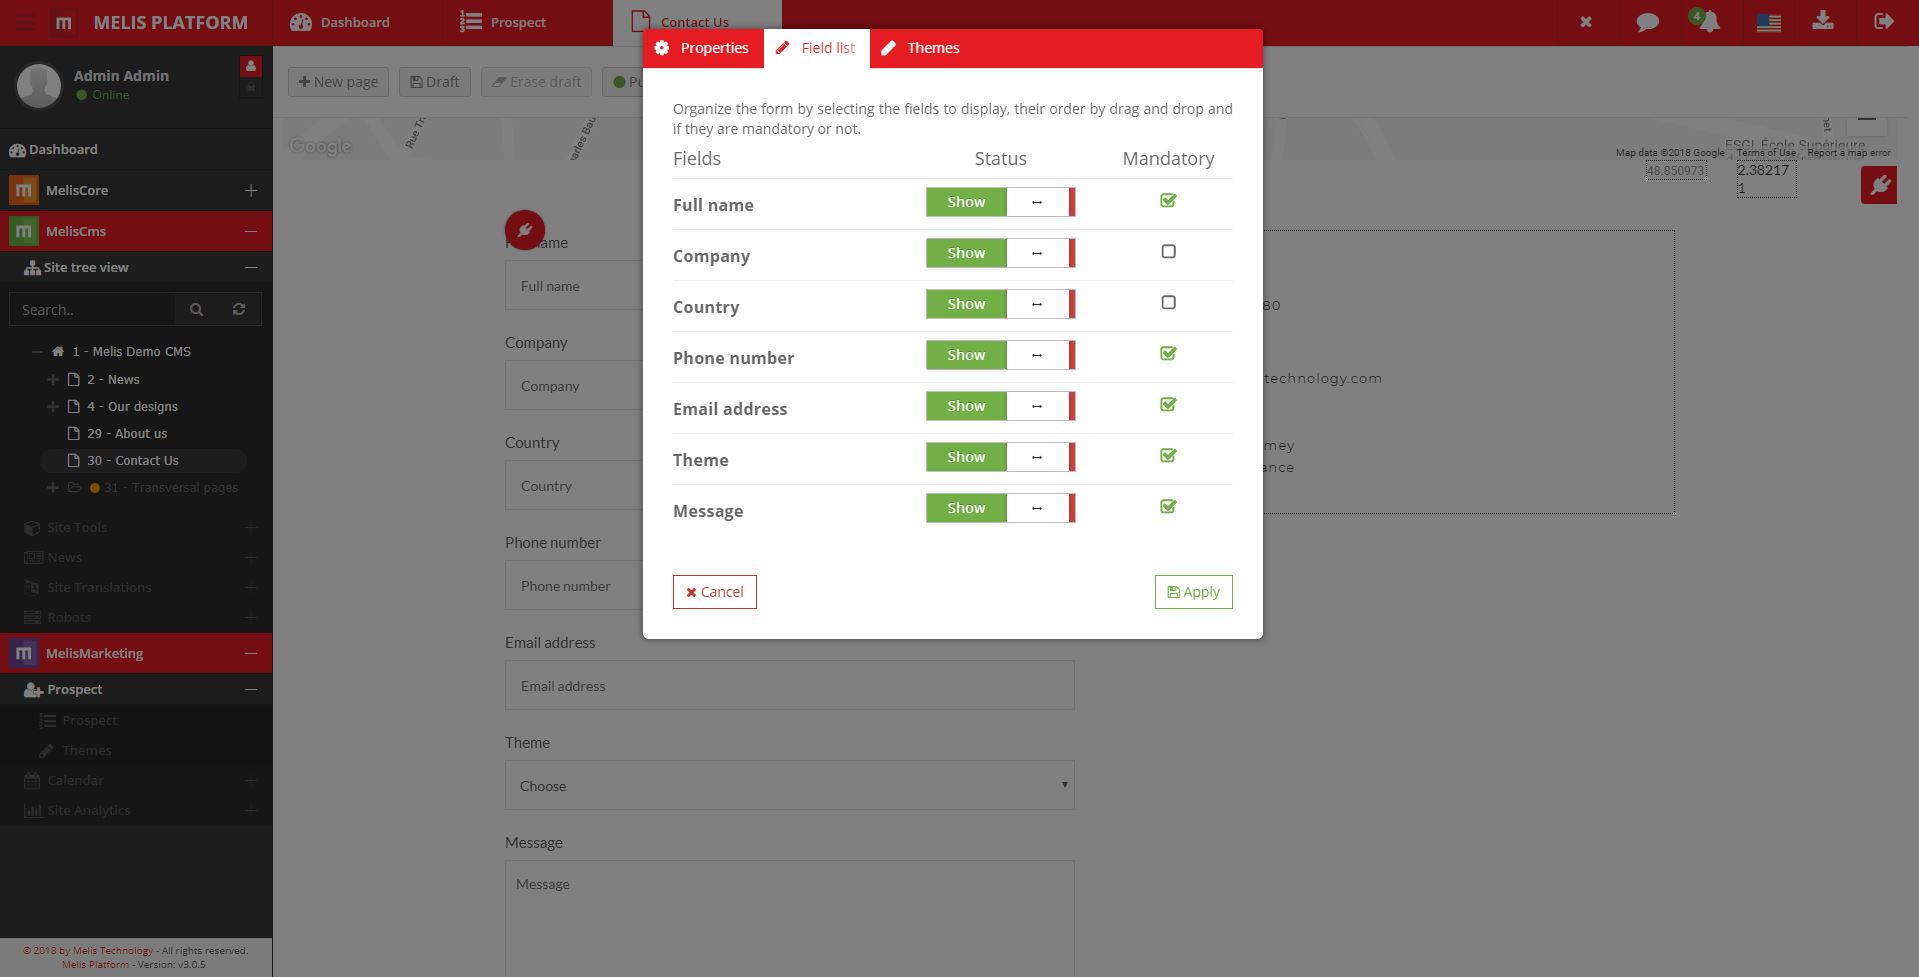 MELIS PLATFORM
Dashboard
Prospect
Contact Us
4
Admin Admin
Online
Dashboard
MelisCore
MelisCms
Site tree view
Search..
1 - Melis Demo CMS
2 - News
4 - Our designs
29 - About us
30 - Contact Us
31 - Transversal pages
Site Tools
News
Site Translations
Robots
MelisMarketing
Prospect
Prospect
Themes
Calendar
Site Analytics
© 2018 by Melis Technology - All rights reserved.
Melis Platform - Version: v3.0.5
New page
Draft
Erase draft
Google
Map data ©2018 Google
Terms of Use
Report a map error
ESGI, École Supérieure
48.850973
2.38217
1
Properties
Field list
Themes
Organize the form by selecting the fields to display, their order by drag and drop and
if they are mandatory or not.
Fields
Status
Mandatory
Full name
Show
Company
Show
Country
Show
Phone number
Show
Email address
Show
Theme
Show
Message
Show
Cancel
Apply
Full name
Company
Company
Country
Country
Phone number
Phone number
Email address
Email address
Theme
Choose
Message
Message
80
technology.com